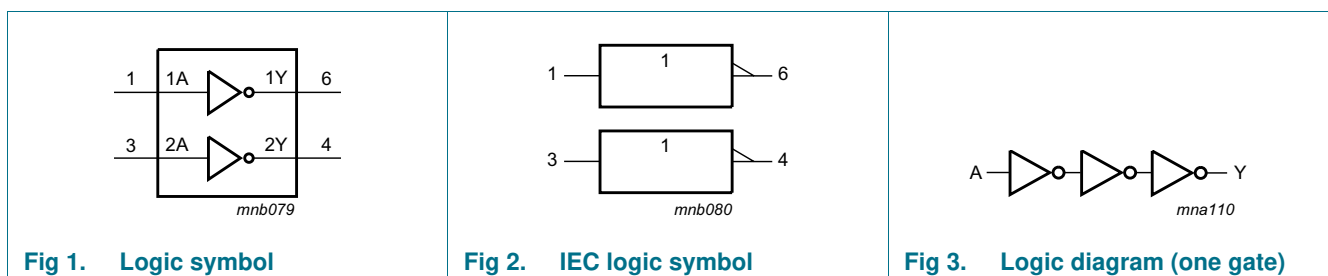 1 1A 1Y 6
3 2A 2Y 4
mnb079
Fig 1. Logic symbol
1 1 6
3 1 4
mnb080
Fig 2. IEC logic symbol
A Y
mna110
Fig 3. Logic diagram (one gate)